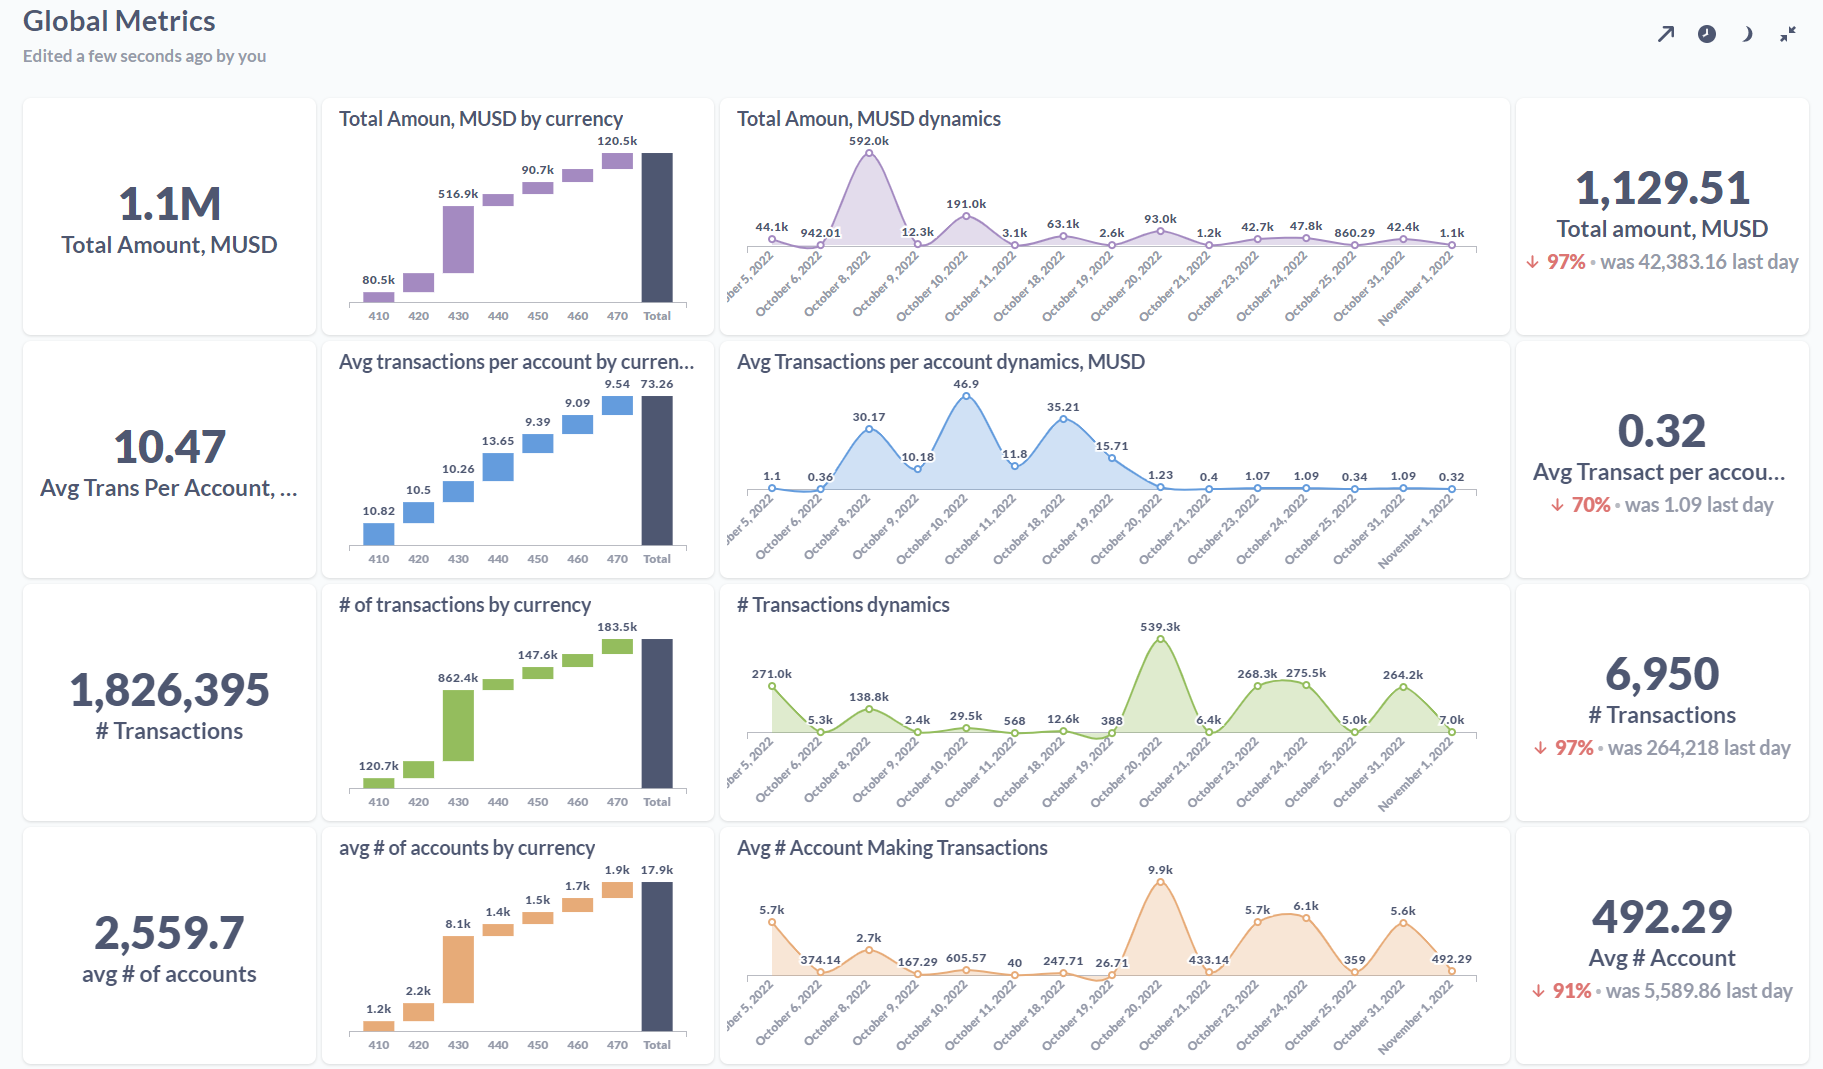 Global Metrics
Edited a few seconds ago by you
1.1M
Total Amount, MUSD
Total Amoun, MUSD by currency
80.5k
516.9k
90.7k
120.5k
410 420 430 440 450 460 470 Total
Total Amoun, MUSD dynamics
44.1k 942.01 592.0k 12.3k 191.0k 3.1k 63.1k 2.6k 93.0k 1.2k 42.7k 47.8k 860.29 42.4k 1.1k
ber 5, 2022 October 6, 2022 October 8, 2022 October 9, 2022 October 10, 2022 October 11, 2022 October 18, 2022 October 19, 2022 October 20, 2022 October 21, 2022 October 23, 2022 October 24, 2022 October 25, 2022 October 31, 2022 November 1, 2022
1,129.51
Total amount, MUSD
97% • was 42,383.16 last day
10.47
Avg Trans Per Account, ...
Avg transactions per account by curren...
10.82 10.5 10.26 13.65 9.39 9.09 9.54 73.26
410 420 430 440 450 460 470 Total
Avg Transactions per account dynamics, MUSD
1.1 0.36 30.17 10.18 46.9 11.8 35.21 15.71 1.23 0.4 1.07 1.09 0.34 1.09 0.32
ber 5, 2022 October 6, 2022 October 8, 2022 October 9, 2022 October 10, 2022 October 11, 2022 October 18, 2022 October 19, 2022 October 20, 2022 October 21, 2022 October 23, 2022 October 24, 2022 October 25, 2022 October 31, 2022 November 1, 2022
0.32
Avg Transact per accou...
70% • was 1.09 last day
1,826,395
# Transactions
# of transactions by currency
120.7k 862.4k 147.6k 183.5k
410 420 430 440 450 460 470 Total
# Transactions dynamics
271.0k 5.3k 138.8k 2.4k 29.5k 568 12.6k 388 539.3k 6.4k 268.3k 275.5k 5.0k 264.2k 7.0k
ber 5, 2022 October 6, 2022 October 8, 2022 October 9, 2022 October 10, 2022 October 11, 2022 October 18, 2022 October 19, 2022 October 20, 2022 October 21, 2022 October 23, 2022 October 24, 2022 October 25, 2022 October 31, 2022 November 1, 2022
6,950
# Transactions
97% • was 264,218 last day
2,559.7
avg # of accounts
avg # of accounts by currency
1.2k 2.2k 8.1k 1.4k 1.5k 1.7k 1.9k 17.9k
410 420 430 440 450 460 470 Total
Avg # Account Making Transactions
5.7k 374.14 2.7k 167.29 605.57 40 247.71 26.71 9.9k 433.14 5.7k 6.1k 359 5.6k 492.29
ber 5, 2022 October 6, 2022 October 8, 2022 October 9, 2022 October 10, 2022 October 11, 2022 October 18, 2022 October 19, 2022 October 20, 2022 October 21, 2022 October 23, 2022 October 24, 2022 October 25, 2022 October 31, 2022 November 1, 2022
492.29
Avg # Account
91% • was 5,589.86 last day